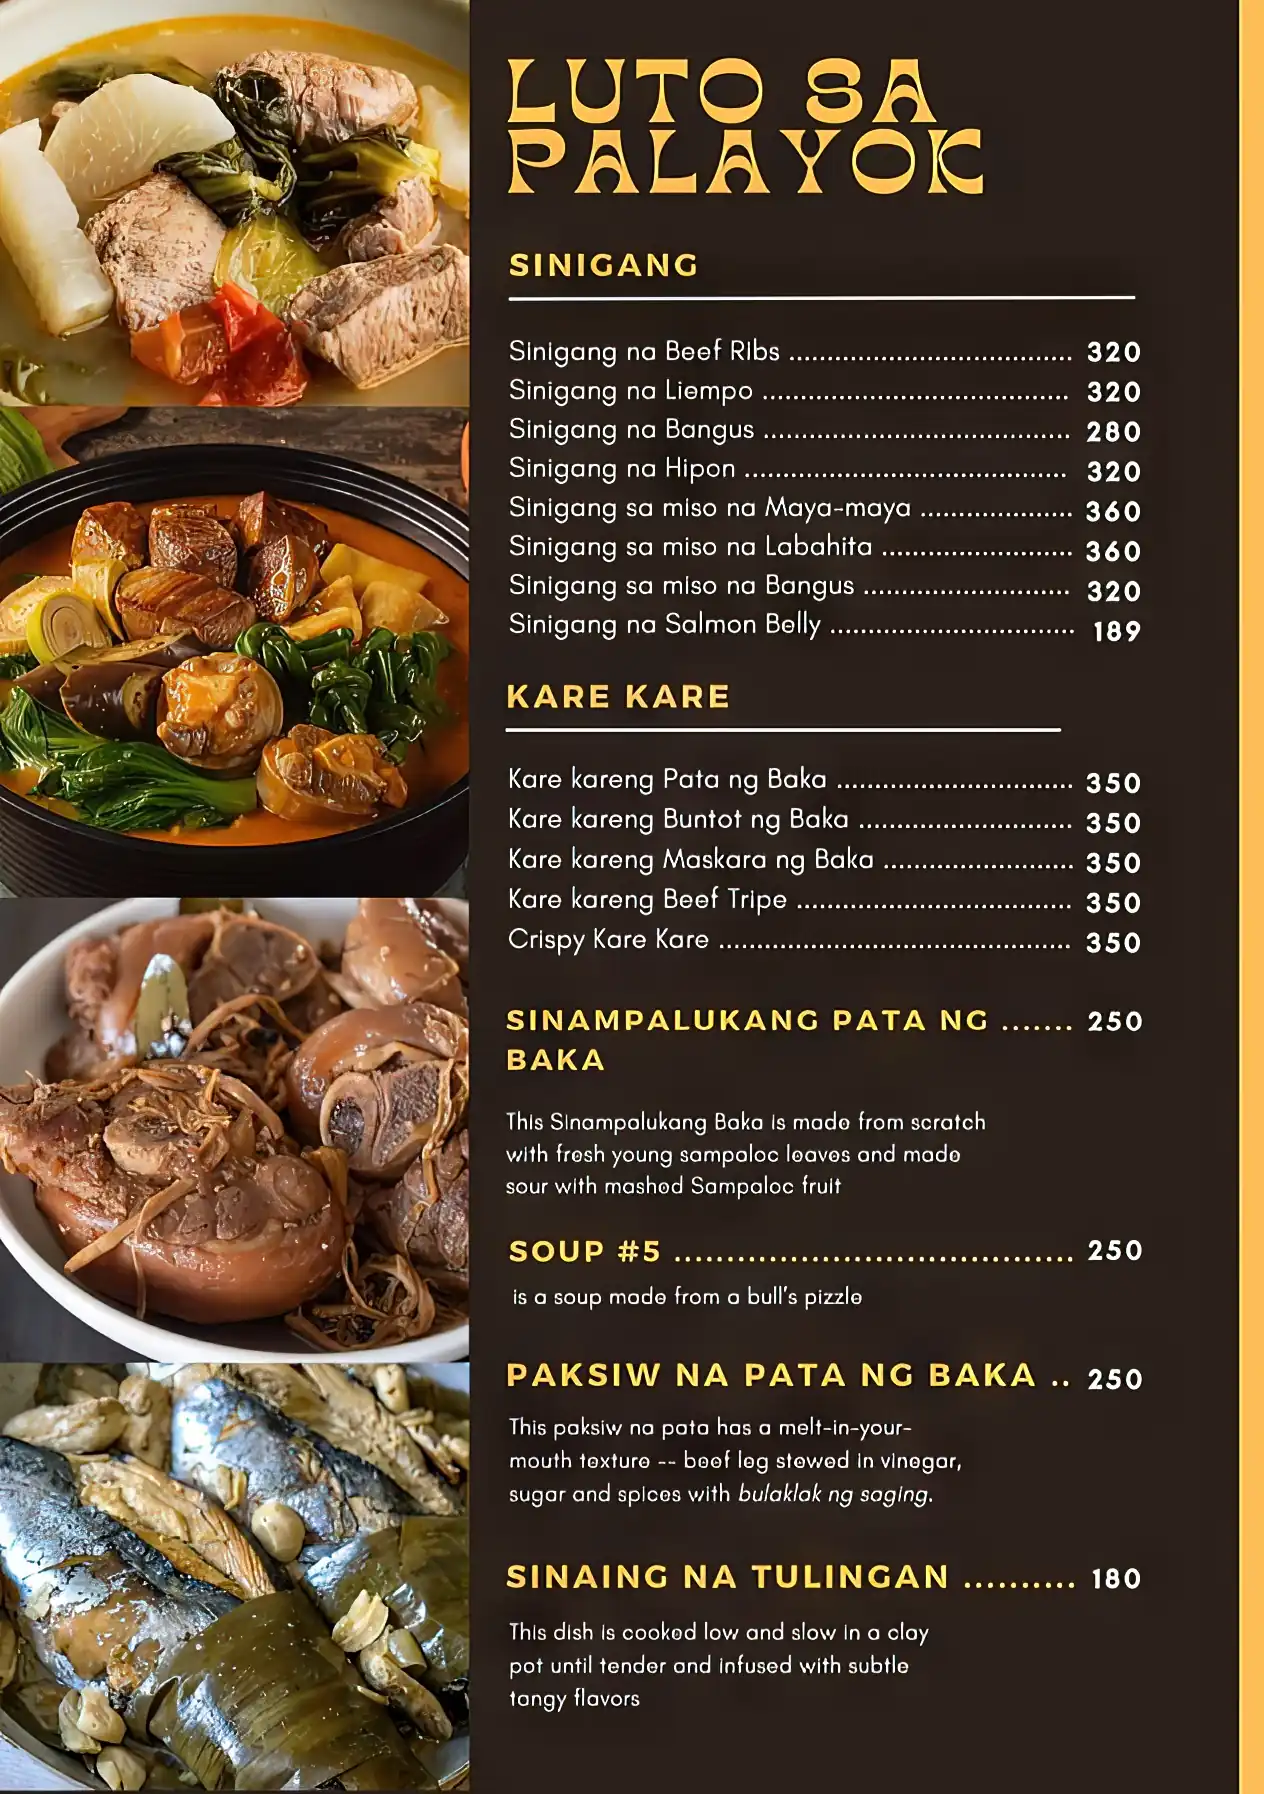 LUTO SA
PALAYOK
SINIGANG
Sinigang na Beef Ribs ..................................... 320
Sinigang na Liempo ........................................ 320
Sinigang na Bangus ........................................ 280
Sinigang na Hipon .......................................... 320
Sinigang sa miso na Maya-maya .................... 360
Sinigang sa miso na Labahita ......................... 360
Sinigang sa miso na Bangus ........................... 320
Sinigang na Salmon Belly ................................ 189
KARE KARE
Kare kareng Pata ng Baka ............................... 350
Kare kareng Buntot ng Baka ............................ 350
Kare kareng Maskara ng Baka ......................... 350
Kare kareng Beef Tripe .................................... 350
Crispy Kare Kare .............................................. 350
SINAMPALUKANG PATA NG ....... 250
BAKA
This Sinampalukang Baka is made from scratch
with fresh young sampaloc leaves and made
sour with mashed Sampaloc fruit
SOUP #5 ...................................... 250
is a soup made from a bull's pizzle
PAKSIW NA PATA NG BAKA .. 250
This paksiw na pata has a melt-in-your-
mouth texture -- beef leg stewed in vinegar,
sugar and spices with bulaklak ng saging.
SINAING NA TULINGAN .......... 180
This dish is cooked low and slow in a clay
pot until tender and infused with subtle
tangy flavors